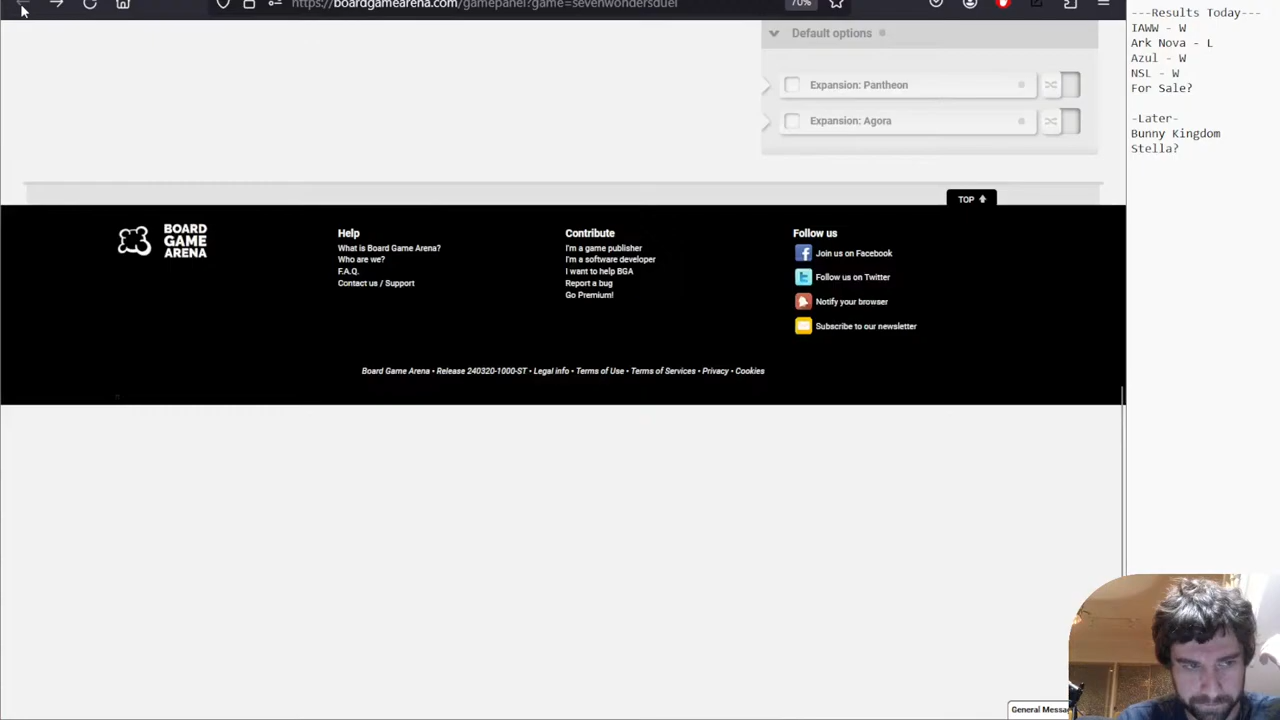 https://boardgamearena.com/gamepanel?game=sevenwondersduel
70%
Default options
Expansion: Pantheon
Expansion: Agora
TOP
BOARD
GAME
ARENA
Help
What is Board Game Arena?
Who are we?
F.A.Q.
Contact us / Support
Contribute
I'm a game publisher
I'm a software developer
I want to help BGA
Report a bug
Go Premium!
Follow us
Join us on Facebook
Follow us on Twitter
Notify your browser
Subscribe to our newsletter
Board Game Arena • Release 240320-1000-ST • Legal info • Terms of Use • Terms of Services • Privacy • Cookies
General Messa
---Results Today---
IAWW - W
Ark Nova - L
Azul - W
NSL - W
For Sale?
-Later-
Bunny Kingdom
Stella?